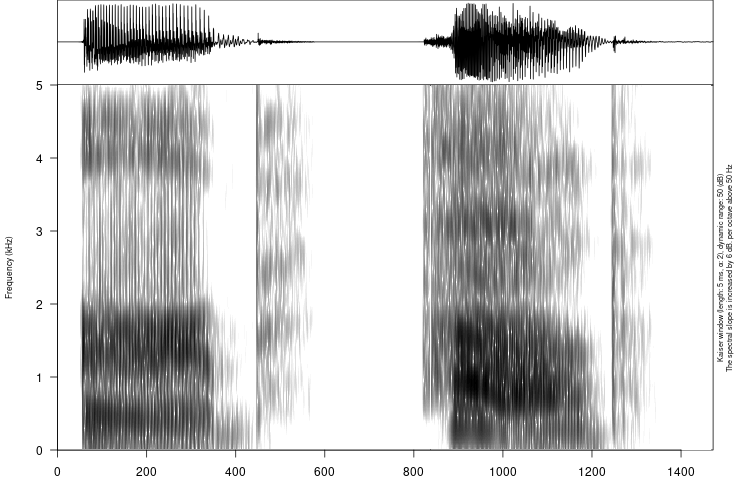 5
4
3
2
1
0
Frequency (kHz)
0 200 400 600 800 1000 1200 1400
Kaiser window (length: 5 ms, α: 2), dynamic range: 50 (dB)
The spectral slope is increased by 6 dB per octave above 50 Hz